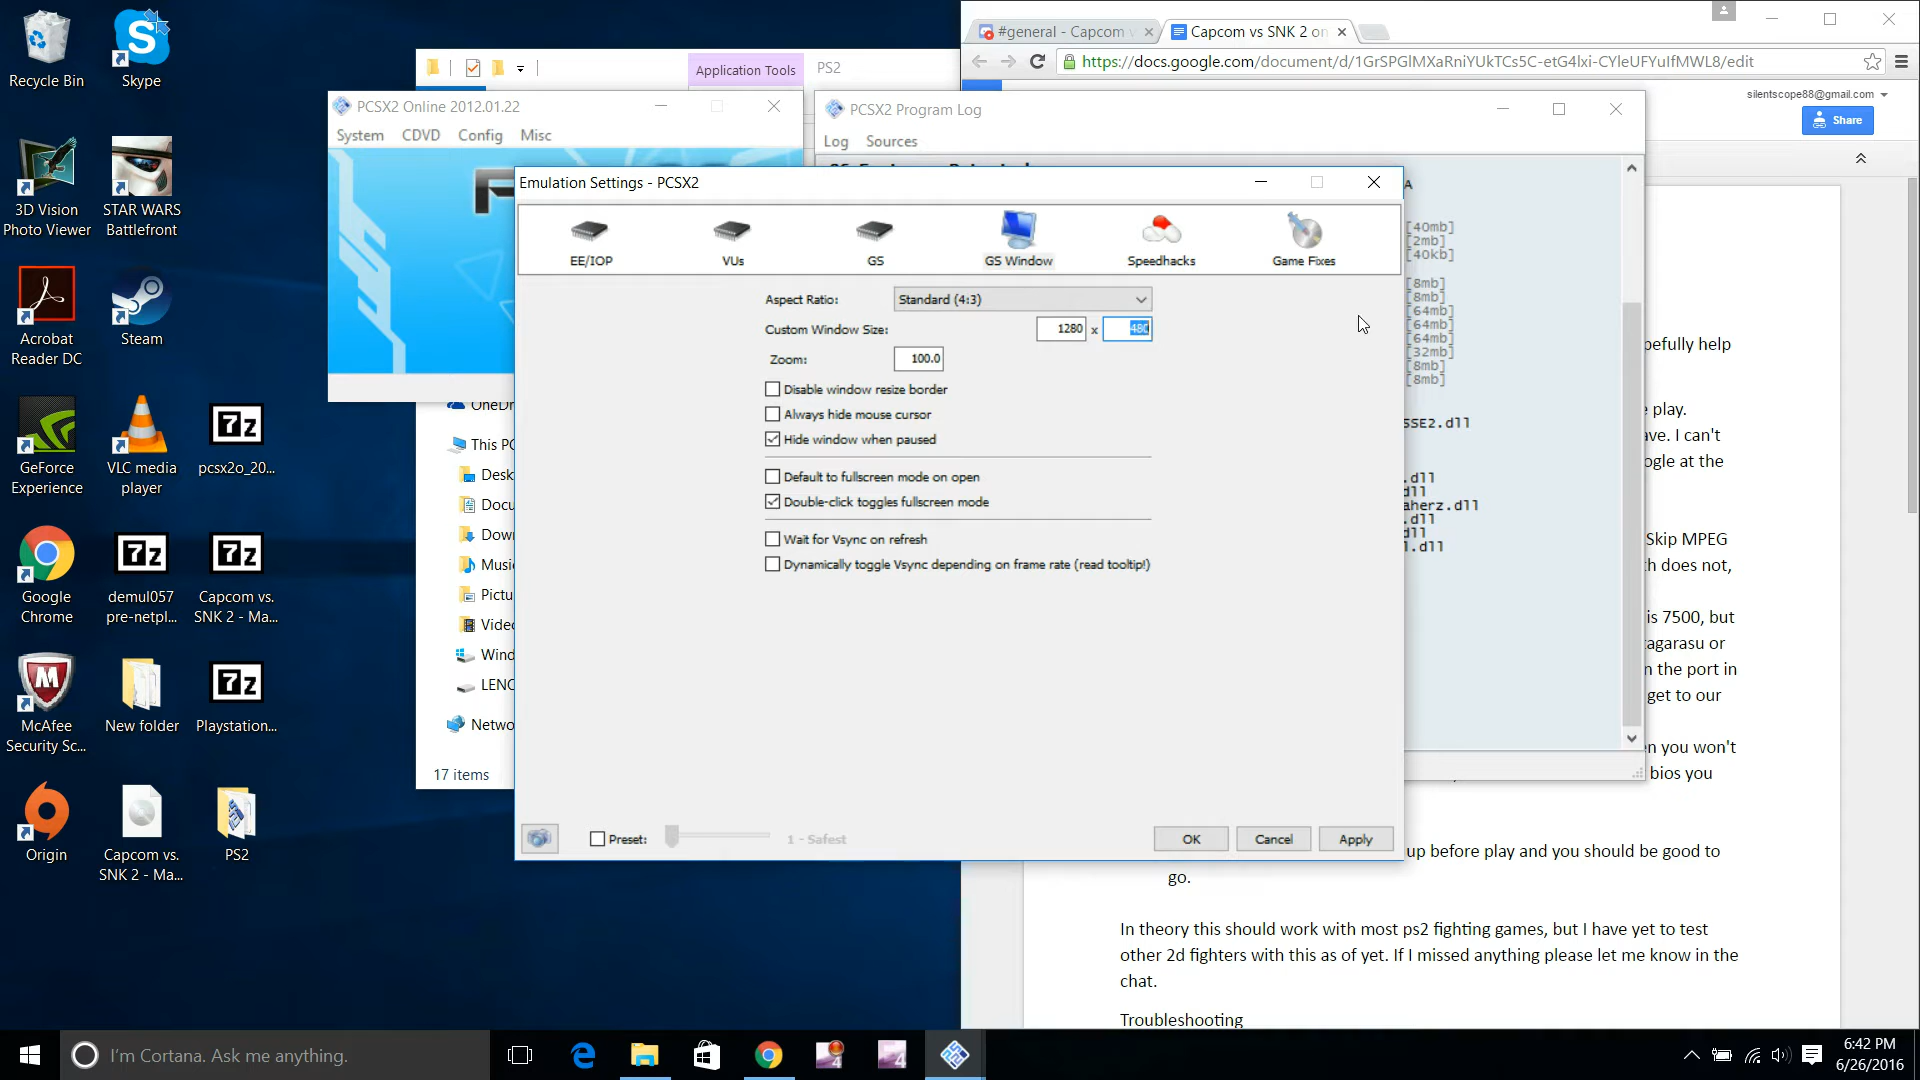 Recycle Bin
Skype
3D Vision
Photo Viewer
STAR WARS
Battlefront
Acrobat
Reader DC
Steam
GeForce
Experience
VLC media
player
pcsx2o_20...
Google
Chrome
demul057
pre-netpl...
Capcom vs.
SNK 2 - Ma...
McAfee
Security Sc...
New folder
Playstation...
Origin
Capcom vs.
SNK 2 - Ma...
PS2
Application Tools
PS2
This PC
Desk
Docu
Down
Music
Pictu
Video
Wind
LENO
Netwo
17 items
PCSX2 Online 2012.01.22
System CDVD Config Misc
PCSX2 Program Log
Log Sources
[40mb]
[2mb]
[40kb]
[8mb]
[8mb]
[64mb]
[64mb]
[64mb]
[32mb]
[8mb]
[8mb]
SSE2.dll
.dll
dll
aherz.dll
.dll
dll
l.dll
Emulation Settings - PCSX2
EE/IOP VUs GS GS Window Speedhacks Game Fixes
Aspect Ratio: Standard (4:3)
Custom Window Size: 1280 x 480
Zoom: 100.0
Disable window resize border
Always hide mouse cursor
Hide window when paused
Default to fullscreen mode on open
Double-click toggles fullscreen mode
Wait for Vsync on refresh
Dynamically toggle Vsync depending on frame rate (read tooltip!)
Preset: 1 - Safest
OK Cancel Apply
#general - Capcom v
Capcom vs SNK 2 on
https://docs.google.com/document/d/1GrSPGlMXaRniYUkTCs5C-etG4lxi-CYleUFYuIfMWL8/edit
silentscope88@gmail.com
Share
pefully help
e play.
ave. I can't
ogle at the
Skip MPEG
th does not,
is 7500, but
tagarasu or
n the port in
get to our
n you won't
bios you
up before play and you should be good to
go.
In theory this should work with most ps2 fighting games, but I have yet to test
other 2d fighters with this as of yet. If I missed anything please let me know in the
chat.
Troubleshooting
I'm Cortana. Ask me anything.
6:42 PM
6/26/2016